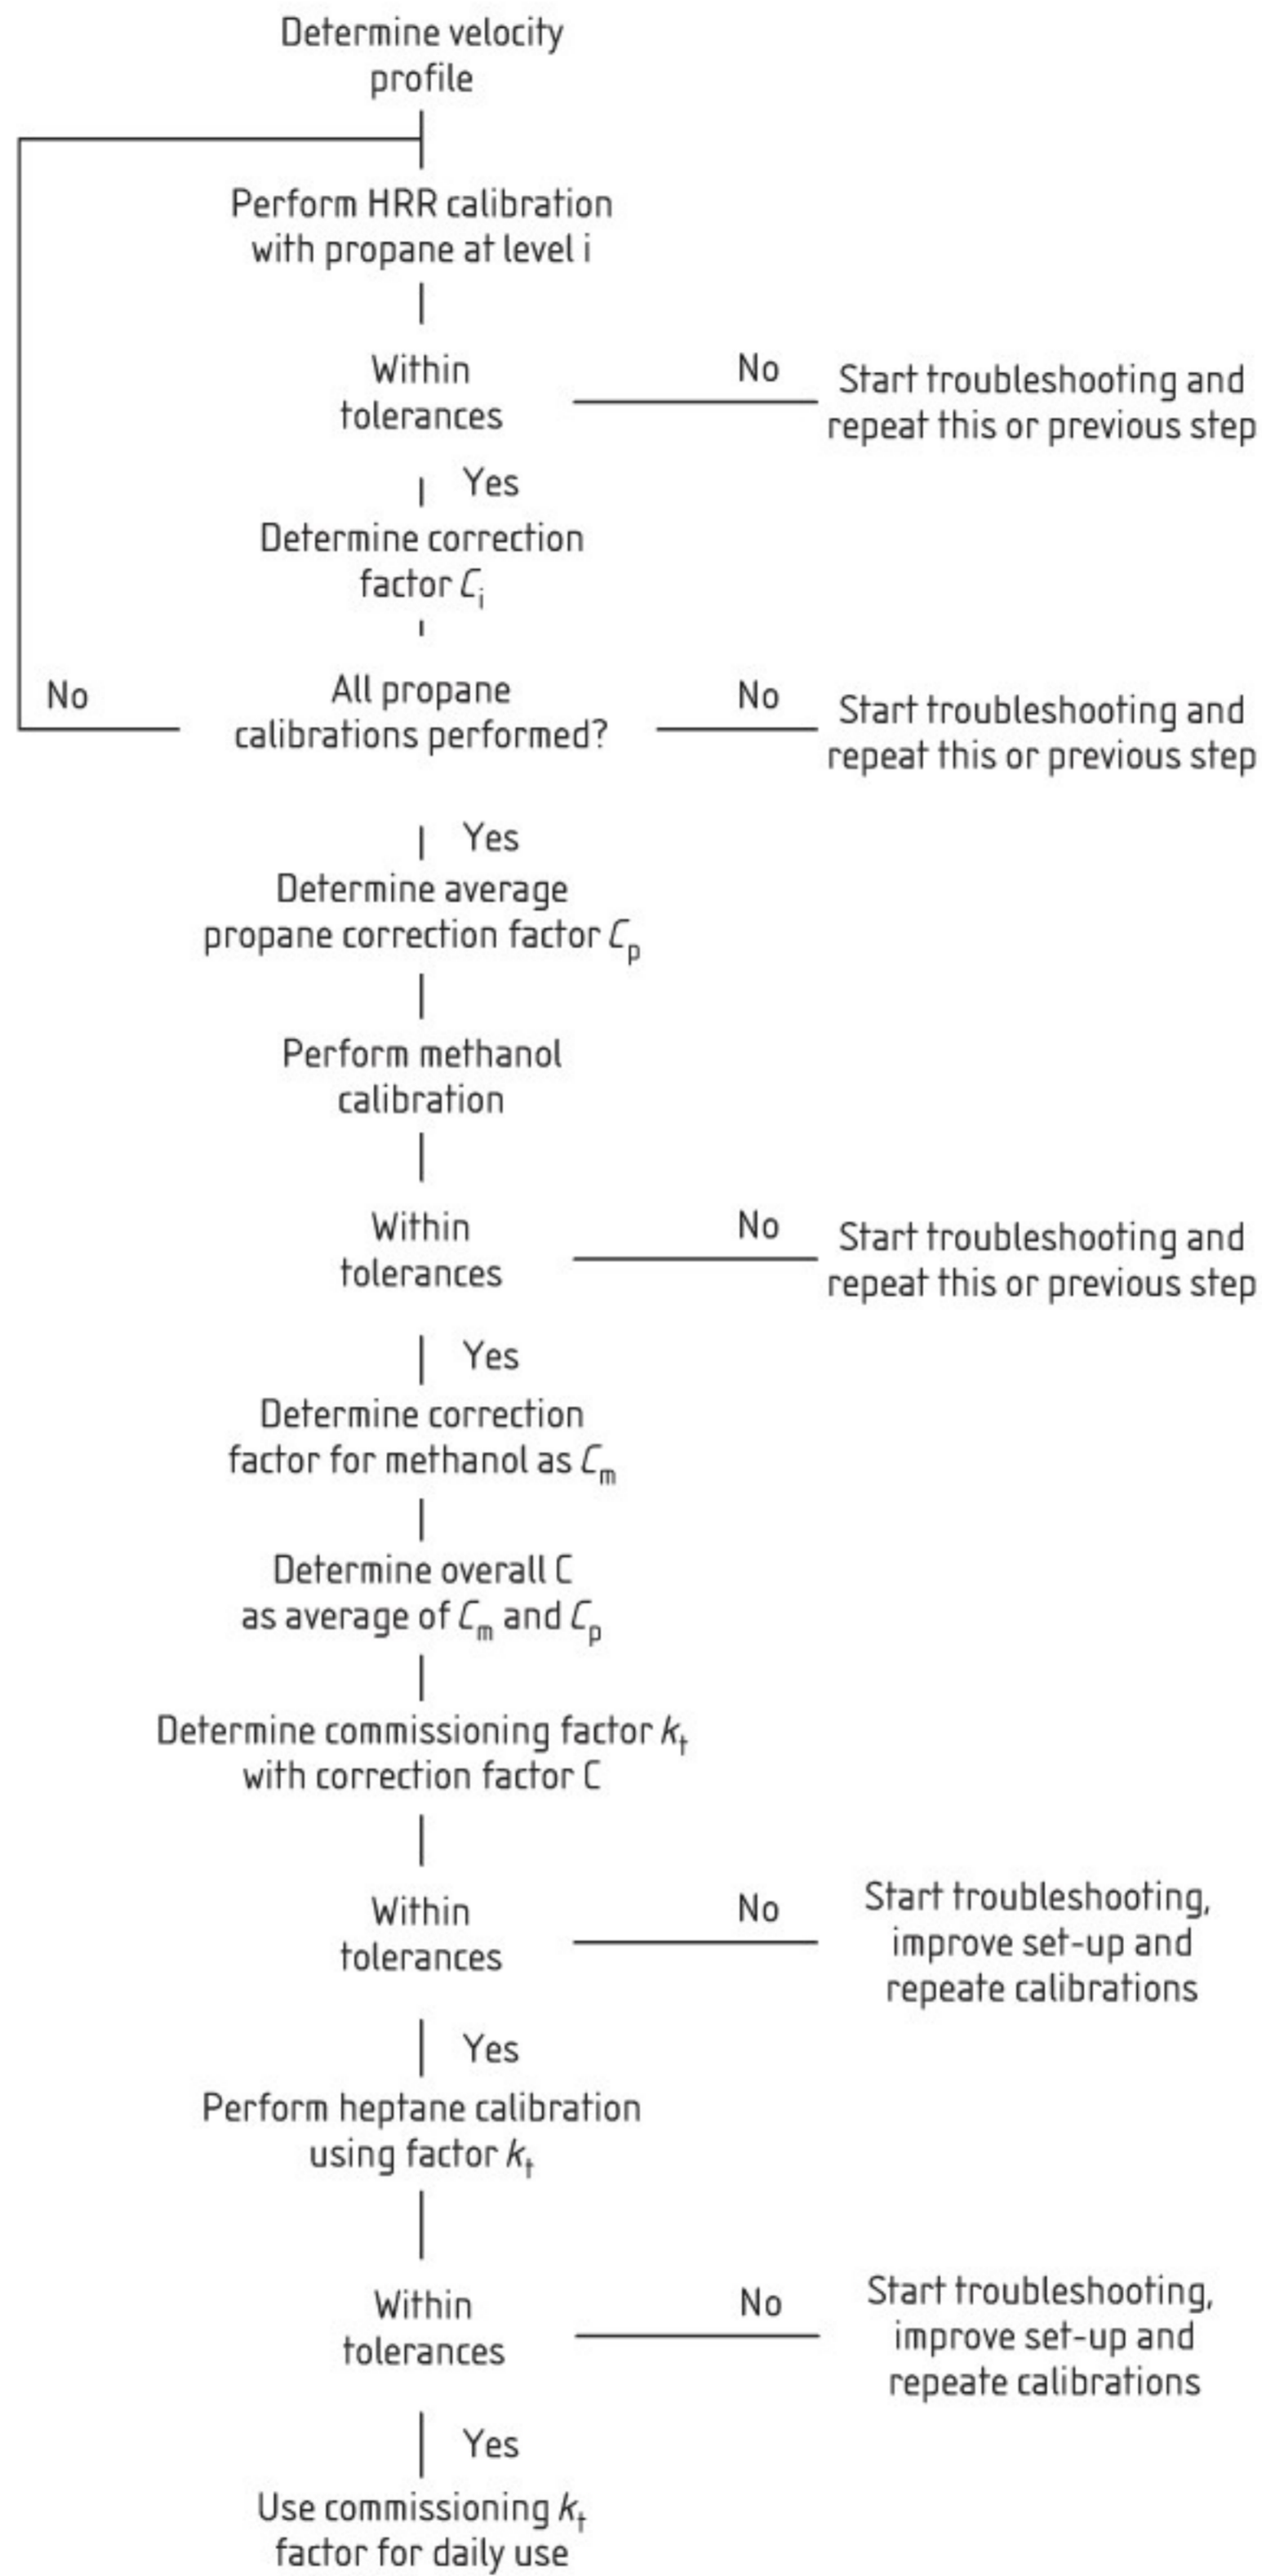 Determine velocity
profile
Perform HRR calibration
with propane at level i
Within
tolerances
No
Start troubleshooting and
repeat this or previous step
Yes
Determine correction
factor Ci
No
All propane
calibrations performed?
No
Start troubleshooting and
repeat this or previous step
Yes
Determine average
propane correction factor Cp
Perform methanol
calibration
Within
tolerances
No
Start troubleshooting and
repeat this or previous step
Yes
Determine correction
factor for methanol as Cm
Determine overall C
as average of Cm and Cp
Determine commissioning factor kt
with correction factor C
Within
tolerances
No
Start troubleshooting,
improve set-up and
repeate calibrations
Yes
Perform heptane calibration
using factor kt
Within
tolerances
No
Start troubleshooting,
improve set-up and
repeate calibrations
Yes
Use commissioning kt
factor for daily use